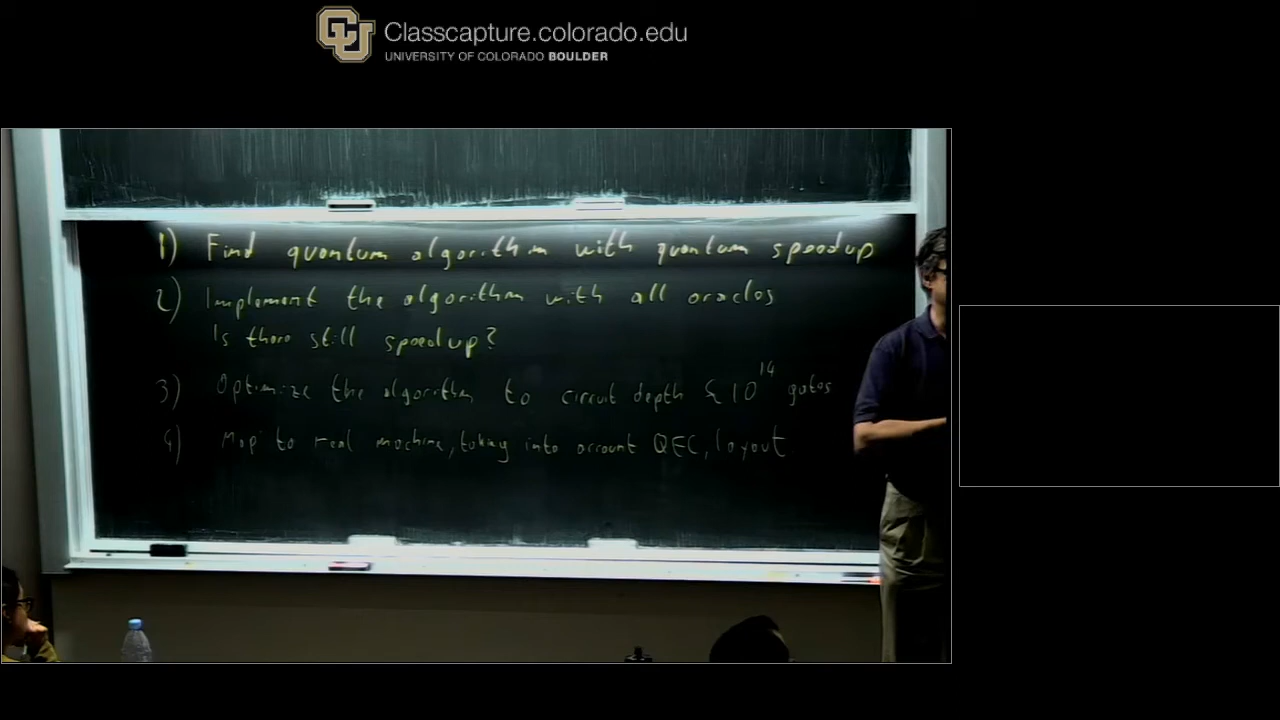 CU
Classcapture.colorado.edu
UNIVERSITY OF COLORADO BOULDER
1) Find quantum algorithm with quantum speedup
2) Implement the algorithm with all oracles
Is there still speedup?
3) Optimize the algorithm to circuit depth ≲ 10^14 gates
4) Map to real machine, taking into account QEC, layout